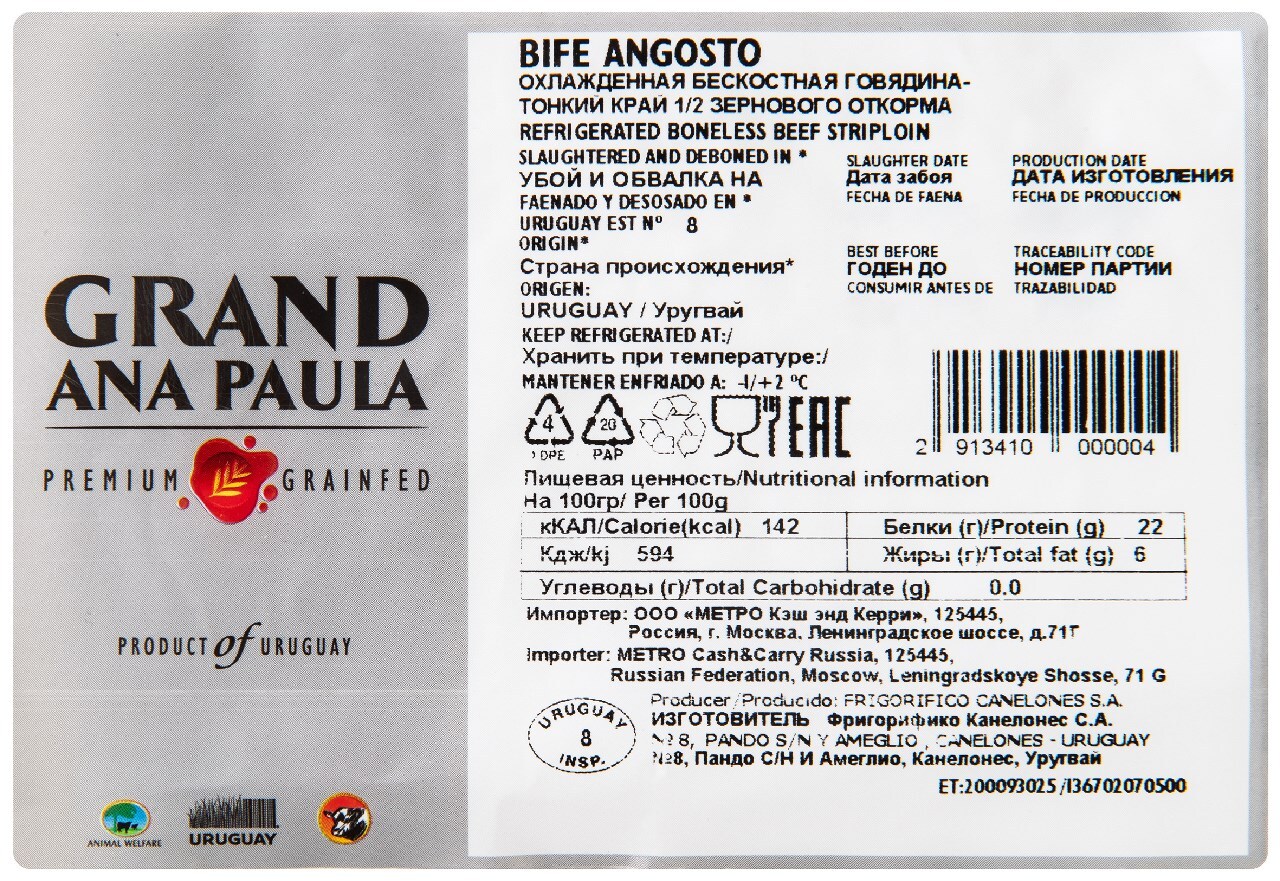 GRAND
ANA PAULA
PREMIUM GRAINFED
PRODUCT of URUGUAY
ANIMAL WELFARE
URUGUAY
BIFE ANGOSTO
ОХЛАЖДЕННАЯ БЕСКОСТНАЯ ГОВЯДИНА-
ТОНКИЙ КРАЙ 1/2 ЗЕРНОВОГО ОТКОРМА
REFRIGERATED BONELESS BEEF STRIPLOIN
SLAUGHTERED AND DEBONED IN *
УБОЙ И ОБВАЛКА НА
FAENADO Y DESOSADO EN *
URUGUAY EST Nº 8
ORIGIN*
Страна происхождения*
ORIGEN:
URUGUAY / Уругвай
KEEP REFRIGERATED AT:/
Хранить при температуре:/
MANTENER ENFRIADO A: -1/+2 ºC
SLAUGHTER DATE
Дата забоя
FECHA DE FAENA
PRODUCTION DATE
ДАТА ИЗГОТОВЛЕНИЯ
FECHA DE PRODUCCION
BEST BEFORE
ГОДЕН ДО
CONSUMIR ANTES DE
TRACEABILITY CODE
НОМЕР ПАРТИИ
TRAZABILIDAD
4 20 EAC
PAP
2 913410 000004
Пищевая ценность/Nutritional information
На 100гр/ Per 100g
кКАЛ/Calorie(kcal) 142 Белки (г)/Protein (g) 22
Кдж/kj 594 Жиры (г)/Total fat (g) 6
Углеводы (г)/Total Carbohidrate (g) 0.0
Импортер: ООО «МЕТРО Кэш энд Керри», 125445,
Россия, г. Москва, Ленинградское шоссе, д.71Г
Importer: METRO Cash&Carry Russia, 125445,
Russian Federation, Moscow, Leningradskoye Shosse, 71 G
Producer/Producido: FRIGORIFICO CANELONES S.A.
ИЗГОТОВИТЕЛЬ Фригорифико Канелонес С.А.
Nº 8, PANDO S/N Y AMEGLIO, CANELONES - URUGUAY
№8, Пандо С/Н И Амеглио, Канелонес, Уругвай
URUGUAY
8
INSP.
ET:200093025/136702070500